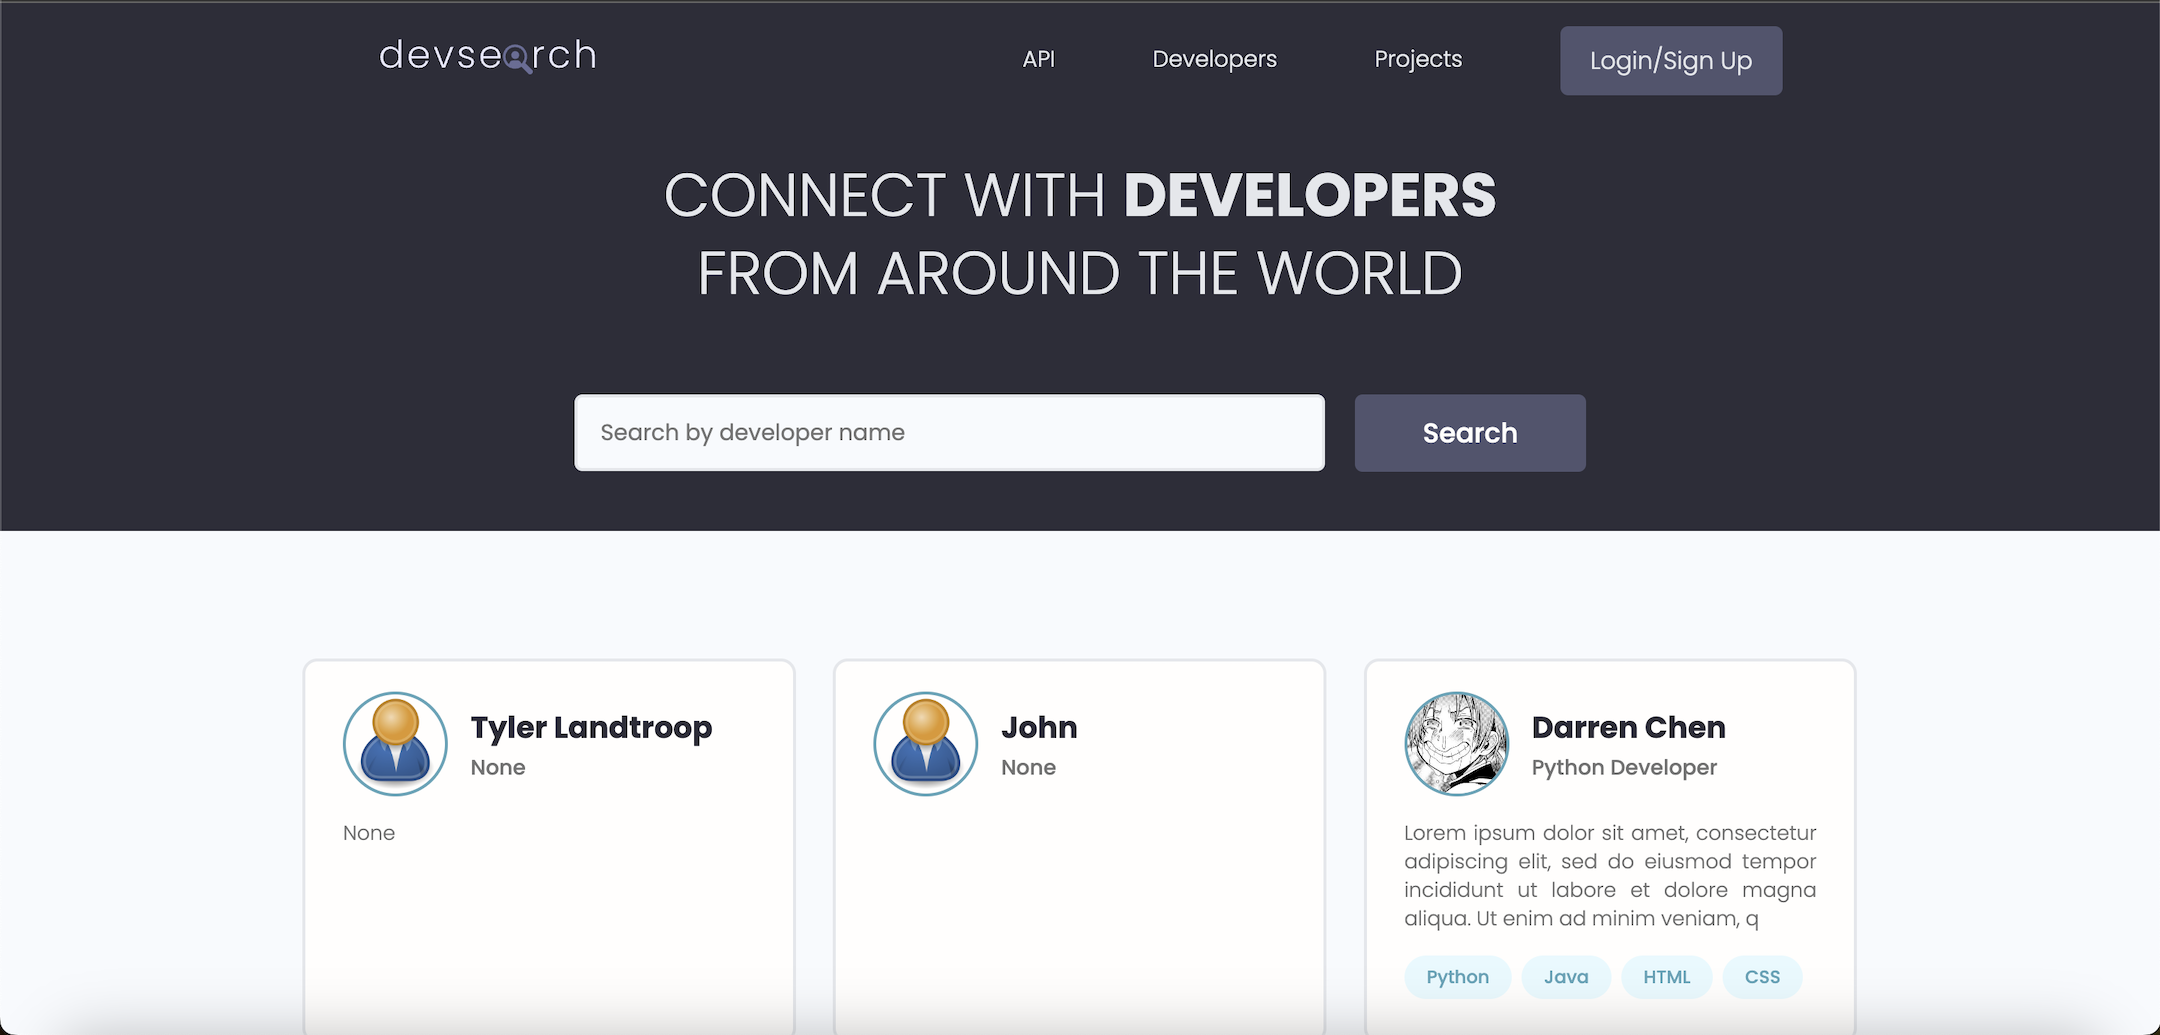 devsearch
API
Developers
Projects
Login/Sign Up
CONNECT WITH DEVELOPERS
FROM AROUND THE WORLD
Search by developer name
Search
Tyler Landtroop
None
None
John
None
Darren Chen
Python Developer
Lorem ipsum dolor sit amet, consectetur
adipiscing elit, sed do eiusmod tempor
incididunt ut labore et dolore magna
aliqua. Ut enim ad minim veniam, q
Python
Java
HTML
CSS